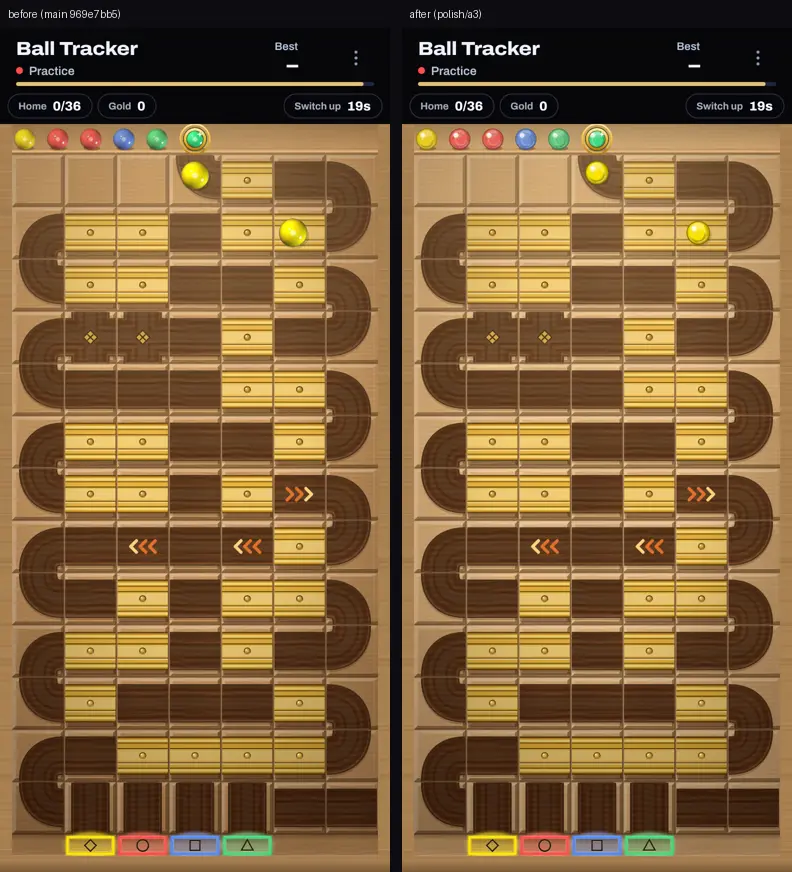 before (main 969e7bb5)
Ball Tracker
Best
Practice
Home 0/36
Gold 0
Switch up 19s
after (polish/a3)
Ball Tracker
Best
Practice
Home 0/36
Gold 0
Switch up 19s